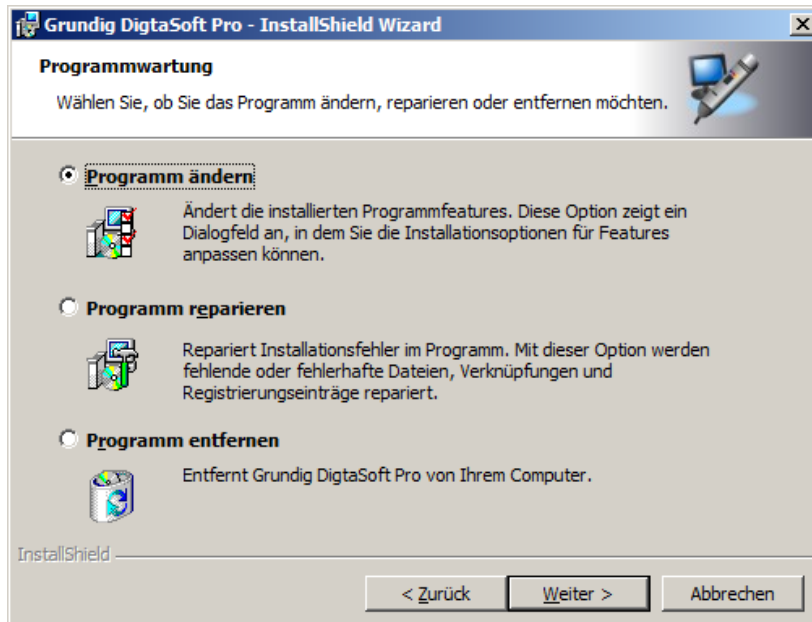 Grundig DigtaSoft Pro - InstallShield Wizard
Programmwartung
Wählen Sie, ob Sie das Programm ändern, reparieren oder entfernen möchten.
Programm ändern
Ändert die installierten Programmfeatures. Diese Option zeigt ein
Dialogfeld an, in dem Sie die Installationsoptionen für Features
anpassen können.
Programm reparieren
Repariert Installationsfehler im Programm. Mit dieser Option werden
fehlende oder fehlerhafte Dateien, Verknüpfungen und
Registrierungseinträge repariert.
Programm entfernen
Entfernt Grundig DigtaSoft Pro von Ihrem Computer.
InstallShield
< Zurück Weiter > Abbrechen